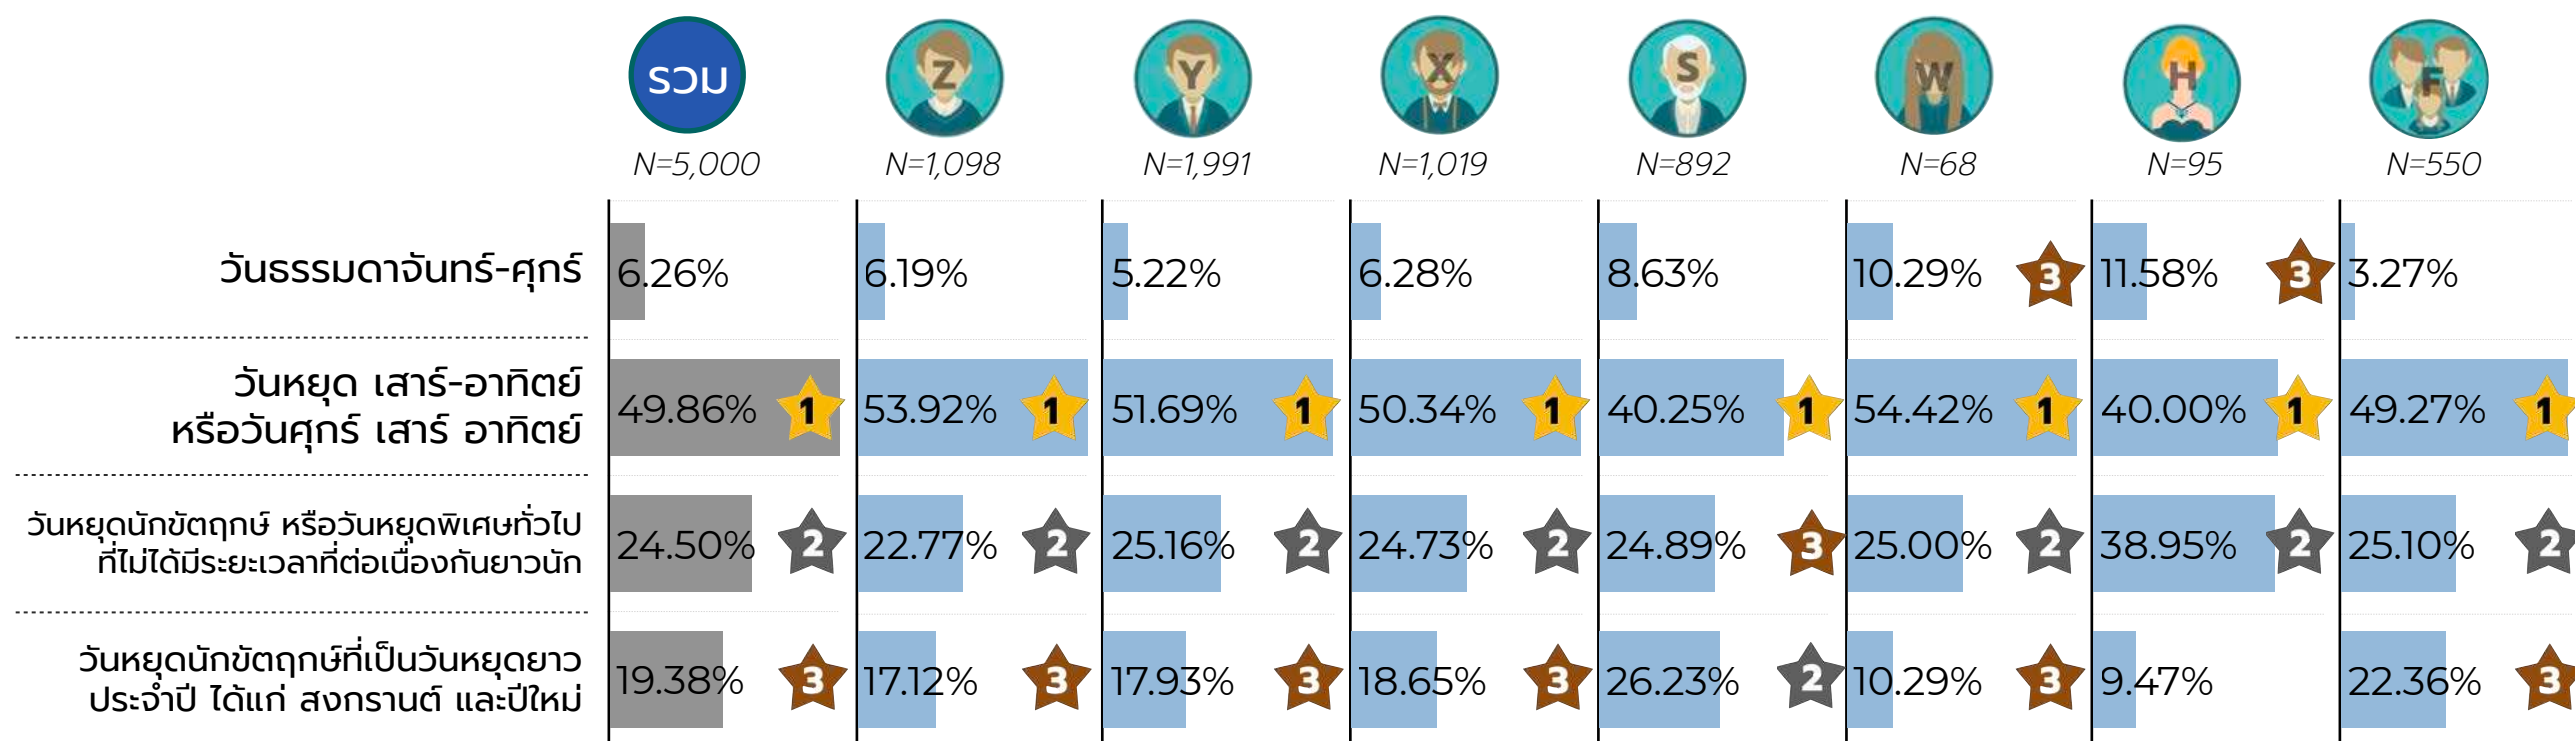 รวม Z Y X S W H F
N=5,000 N=1,098 N=1,991 N=1,019 N=892 N=68 N=95 N=550
วันธรรมดาจันทร์-ศุกร์ 6.26% 6.19% 5.22% 6.28% 8.63% 10.29% 3 11.58% 3 3.27%
วันหยุด เสาร์-อาทิตย์
หรือวันศุกร์ เสาร์ อาทิตย์
49.86% 1 53.92% 1 51.69% 1 50.34% 1 40.25% 1 54.42% 1 40.00% 1 49.27% 1
วันหยุดนักขัตฤกษ์ หรือวันหยุดพิเศษทั่วไป
ที่ไม่ได้มีระยะเวลาที่ต่อเนื่องกันยาวนัก
24.50% 2 22.77% 2 25.16% 2 24.73% 2 24.89% 3 25.00% 2 38.95% 2 25.10% 2
วันหยุดนักขัตฤกษ์ที่เป็นวันหยุดยาว
ประจำปี ได้แก่ สงกรานต์ และปีใหม่
19.38% 3 17.12% 3 17.93% 3 18.65% 3 26.23% 2 10.29% 3 9.47% 22.36% 3